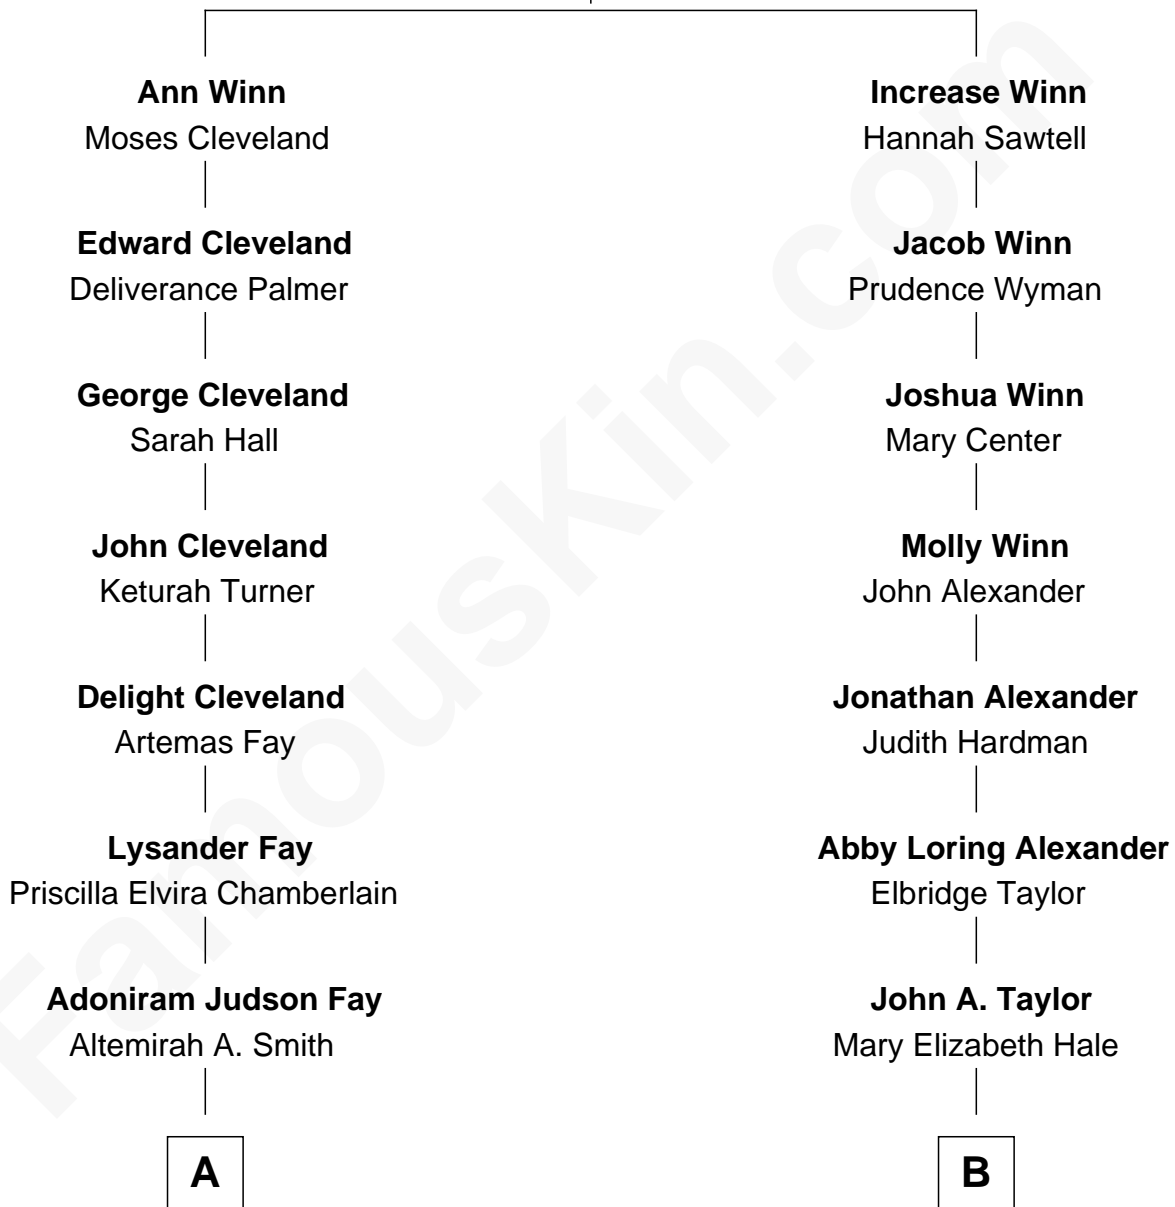 Ann Winn
Moses Cleveland
Edward Cleveland
Deliverance Palmer
George Cleveland
Sarah Hall
John Cleveland
Keturah Turner
Delight Cleveland
Artemas Fay
Lysander Fay
Priscilla Elvira Chamberlain
Adoniram Judson Fay
Altemirah A. Smith
A
Increase Winn
Hannah Sawtell
Jacob Winn
Prudence Wyman
Joshua Winn
Mary Center
Molly Winn
John Alexander
Jonathan Alexander
Judith Hardman
Abby Loring Alexander
Elbridge Taylor
John A. Taylor
Mary Elizabeth Hale
B
FamousKin.com